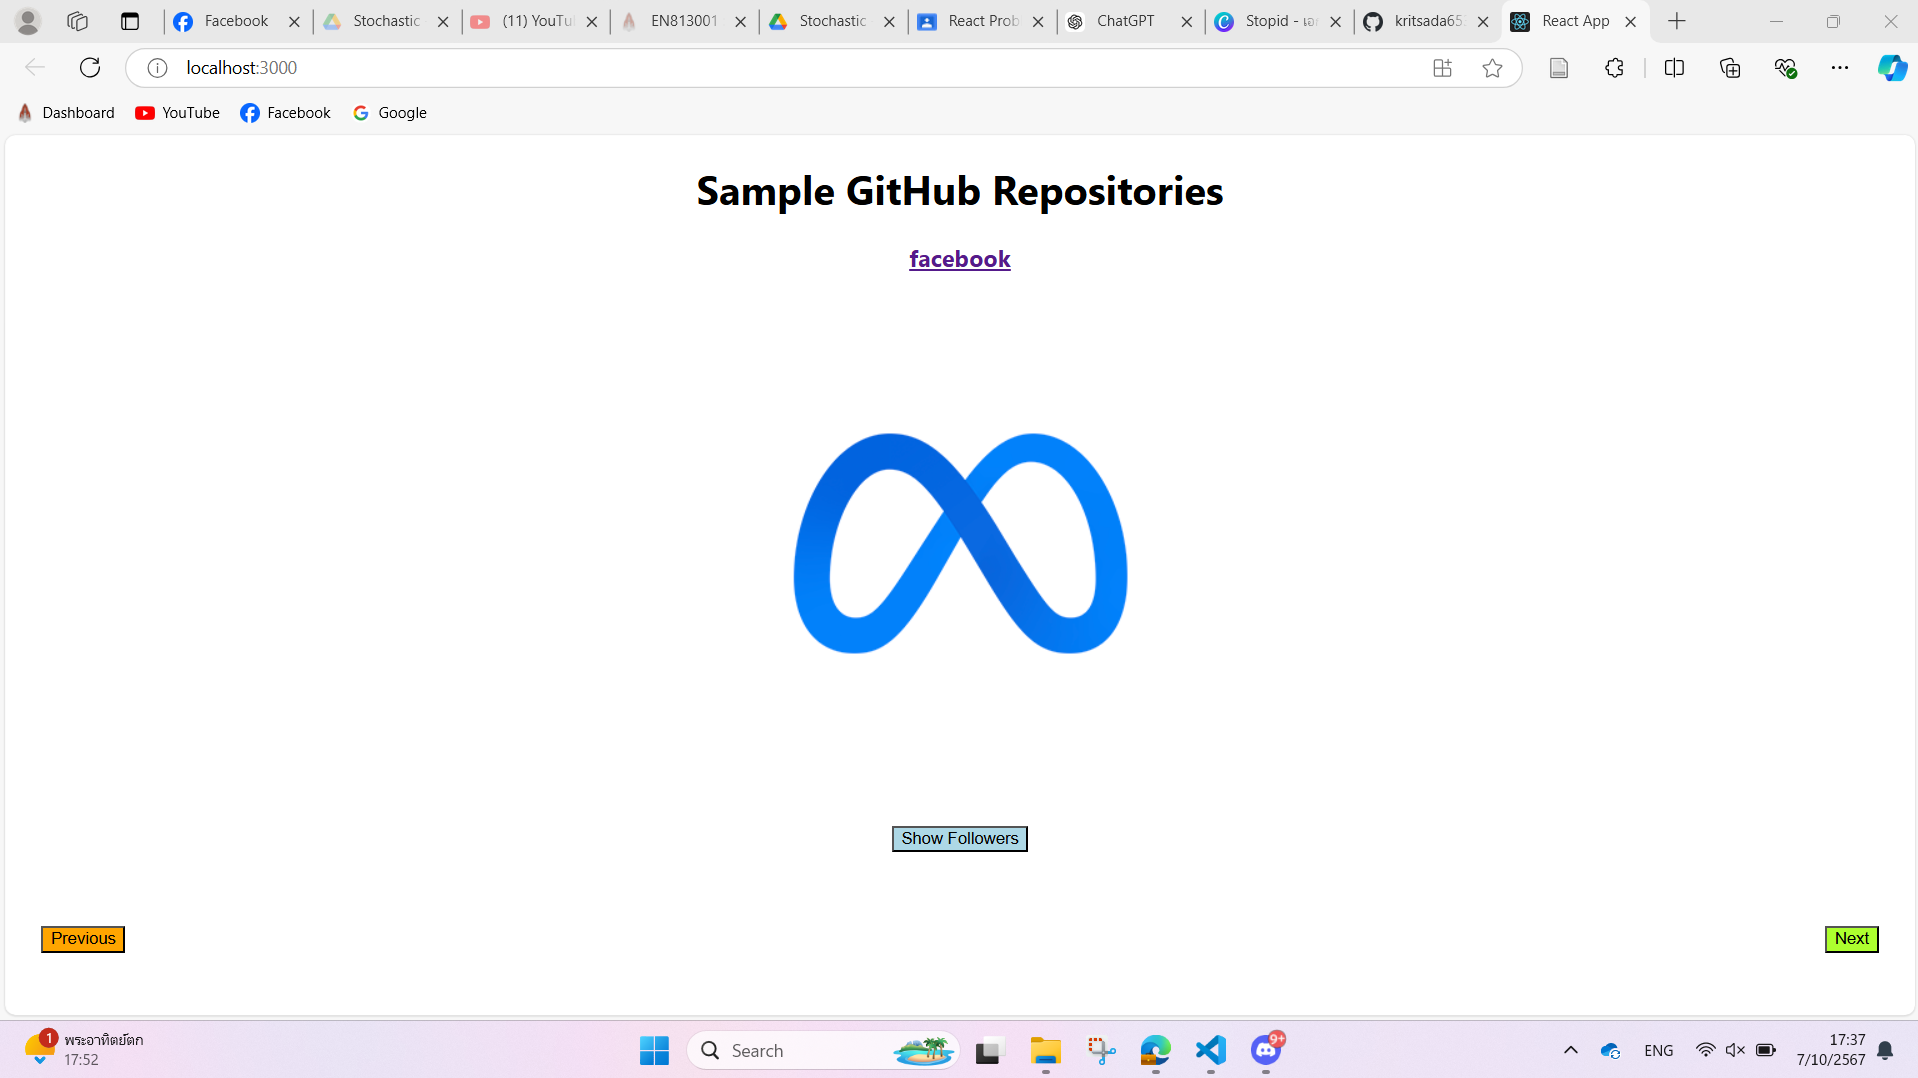 Facebook
Stochastic
(11) YouTu
EN813001
Stochastic
React Prob
ChatGPT
Stopid - เอ
kritsada65
React App
localhost:3000
Dashboard
YouTube
Facebook
Google
Sample GitHub Repositories
facebook
Show Followers
Previous
Next
1
พระอาทิตย์ตก
17:52
Search
9+
ENG
17:37
7/10/2567